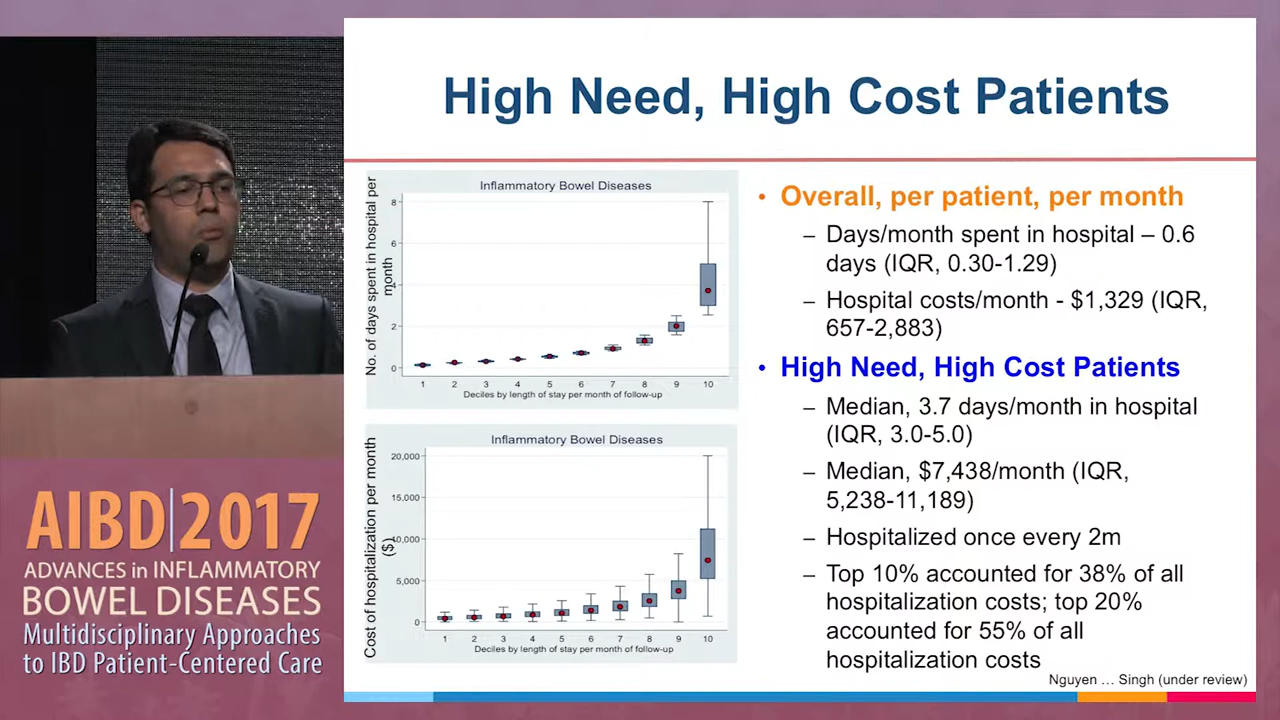 High Need, High Cost Patients
Inflammatory Bowel Diseases
No. of days spent in hospital per
month
8
6
4
2
0
1 2 3 4 5 6 7 8 9 10
Deciles by length of stay per month of follow-up
Inflammatory Bowel Diseases
Cost of hospitalization per month
($)
20,000
15,000
10,000
5,000
0
1 2 3 4 5 6 7 8 9 10
Deciles by length of stay per month of follow-up
• Overall, per patient, per month
– Days/month spent in hospital – 0.6
days (IQR, 0.30-1.29)
– Hospital costs/month - $1,329 (IQR,
657-2,883)
• High Need, High Cost Patients
– Median, 3.7 days/month in hospital
(IQR, 3.0-5.0)
– Median, $7,438/month (IQR,
5,238-11,189)
– Hospitalized once every 2m
– Top 10% accounted for 38% of all
hospitalization costs; top 20%
accounted for 55% of all
hospitalization costs
Nguyen … Singh (under review)
AIBD|2017
ADVANCES in INFLAMMATORY
BOWEL DISEASES
Multidisciplinary Approaches
to IBD Patient-Centered Care